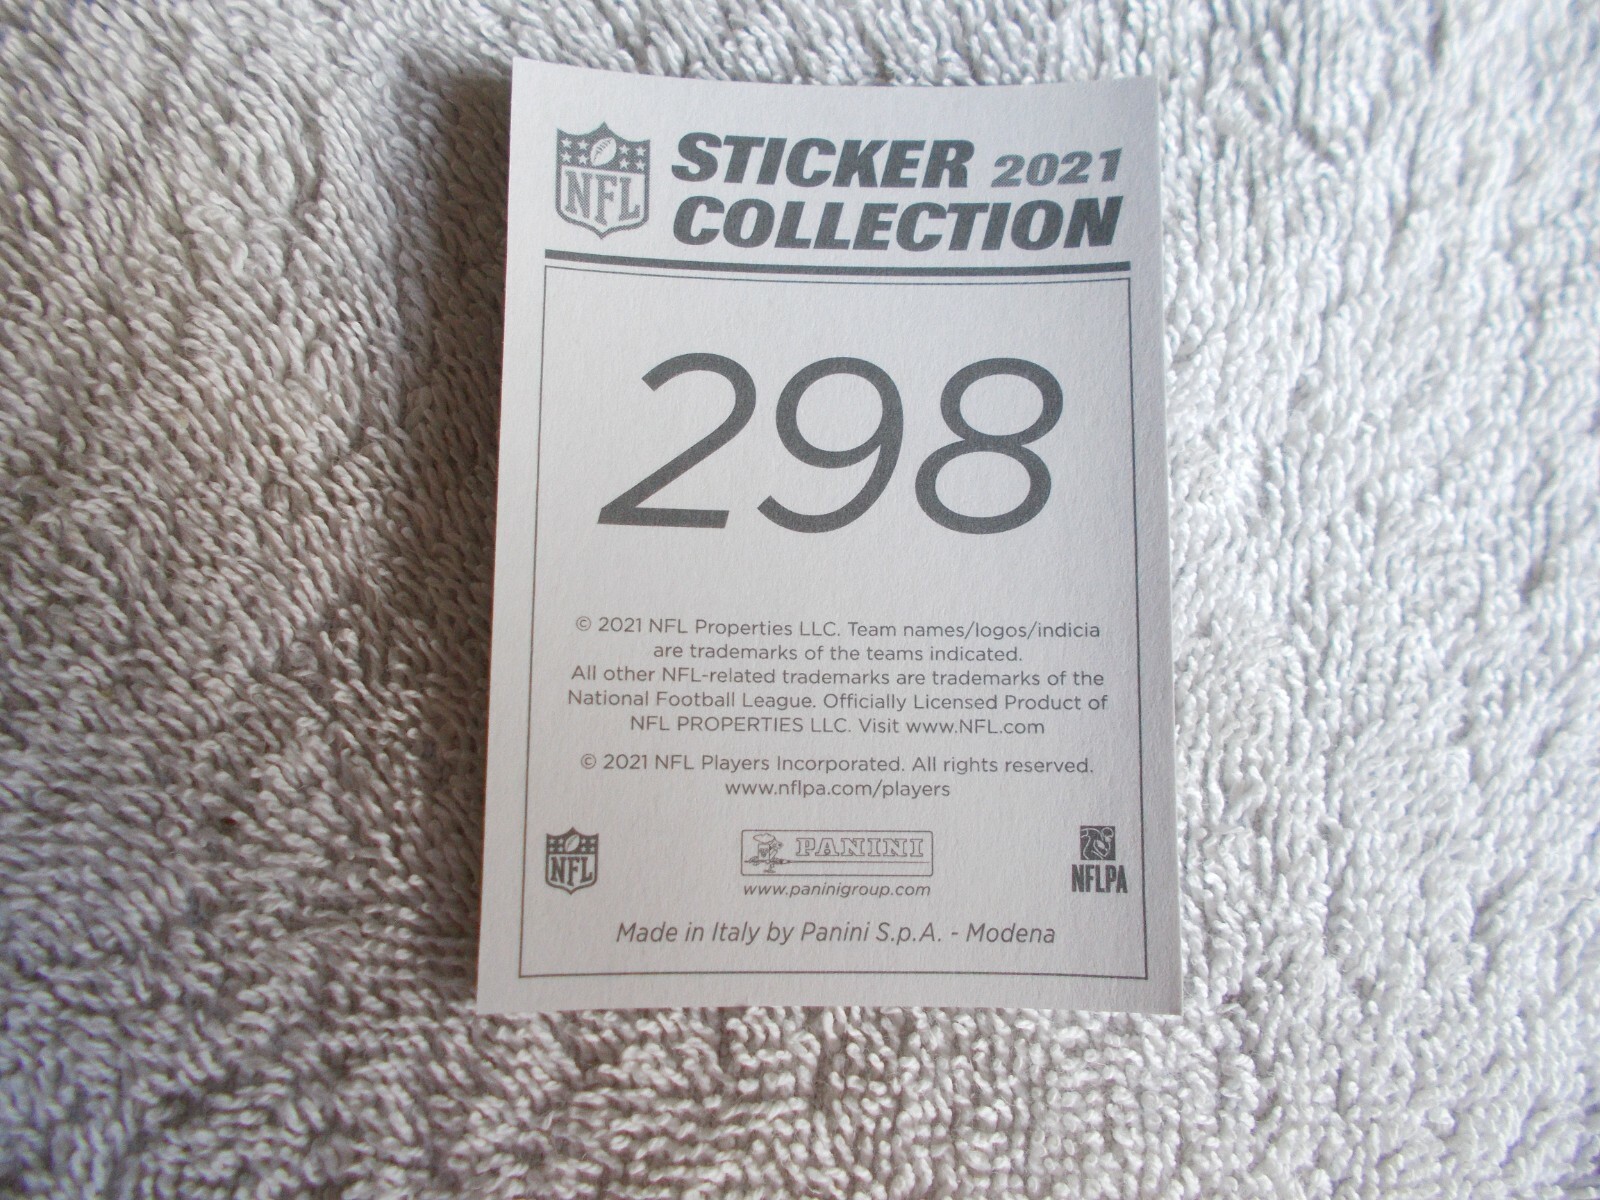 NFL
STICKER 2021
COLLECTION
298
© 2021 NFL Properties LLC. Team names/logos/indicia
are trademarks of the teams indicated.
All other NFL-related trademarks are trademarks of the
National Football League. Officially Licensed Product of
NFL PROPERTIES LLC. Visit www.NFL.com
© 2021 NFL Players Incorporated. All rights reserved.
www.nflpa.com/players
NFL
PANINI
www.paninigroup.com
NFLPA
Made in Italy by Panini S.p.A. - Modena